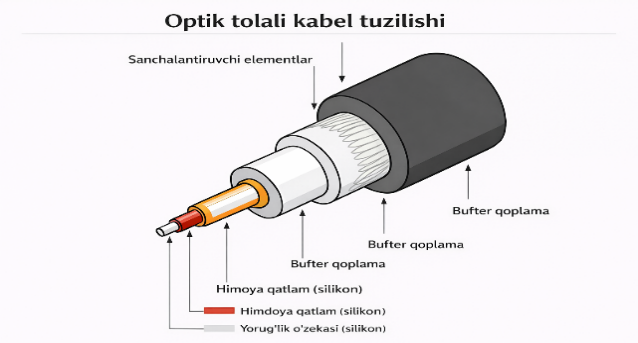 Optik tolali kabel tuzilishi
Sanchalantiruvchi elementlar
Bufter qoplama
Bufter qoplama
Bufter qoplama
Himoya qatlam (silikon)
Himdoya qatlam (silikon)
Yorug'lik o'zekasi (silikon)